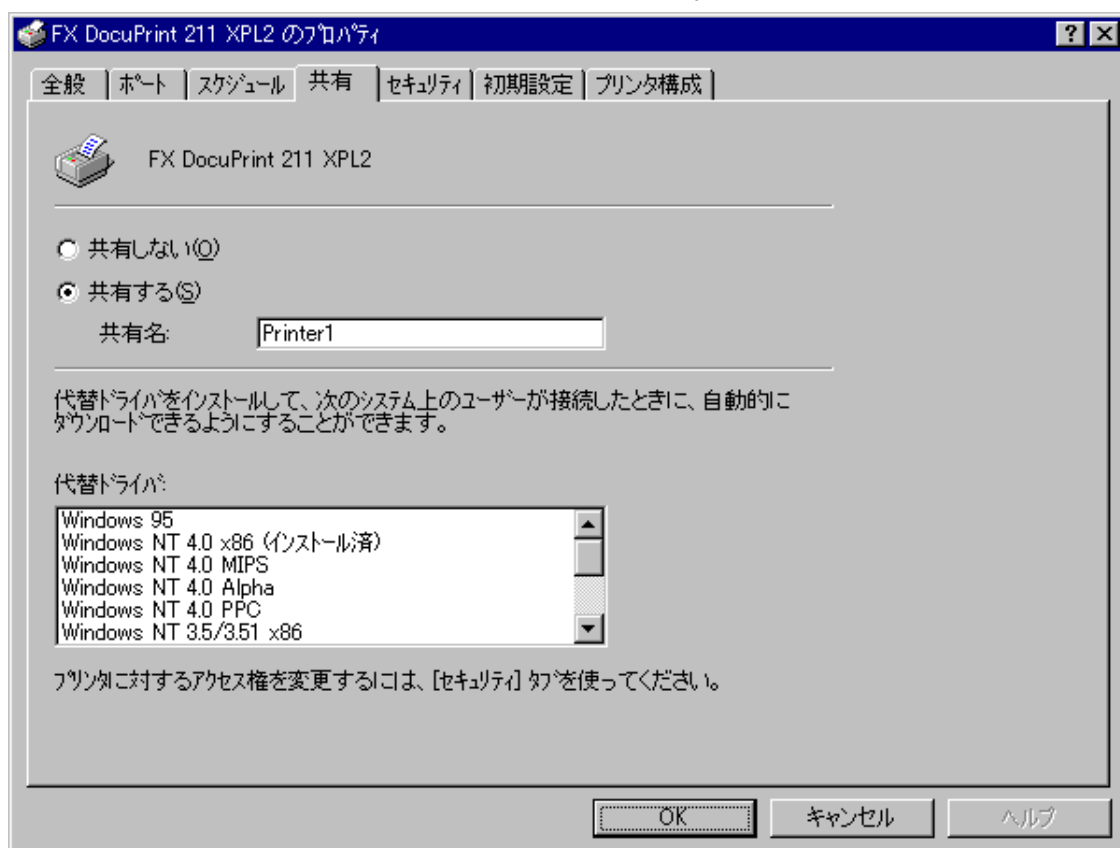 FX DocuPrint 211 XPL2 のプロパティ
全般 ポート スケジュール 共有 セキュリティ 初期設定 プリンタ構成
FX DocuPrint 211 XPL2
共有しない(O)
共有する(S)
共有名: Printer1
代替ドライバをインストールして、次のシステム上のユーザーが接続したときに、自動的に
ダウンロードできるようにすることができます。
代替ドライバ:
Windows 95
Windows NT 4.0 x86 (インストール済)
Windows NT 4.0 MIPS
Windows NT 4.0 Alpha
Windows NT 4.0 PPC
Windows NT 3.5/3.51 x86
プリンタに対するアクセス権を変更するには、[セキュリティ] タブを使ってください。
OK キャンセル ヘルプ